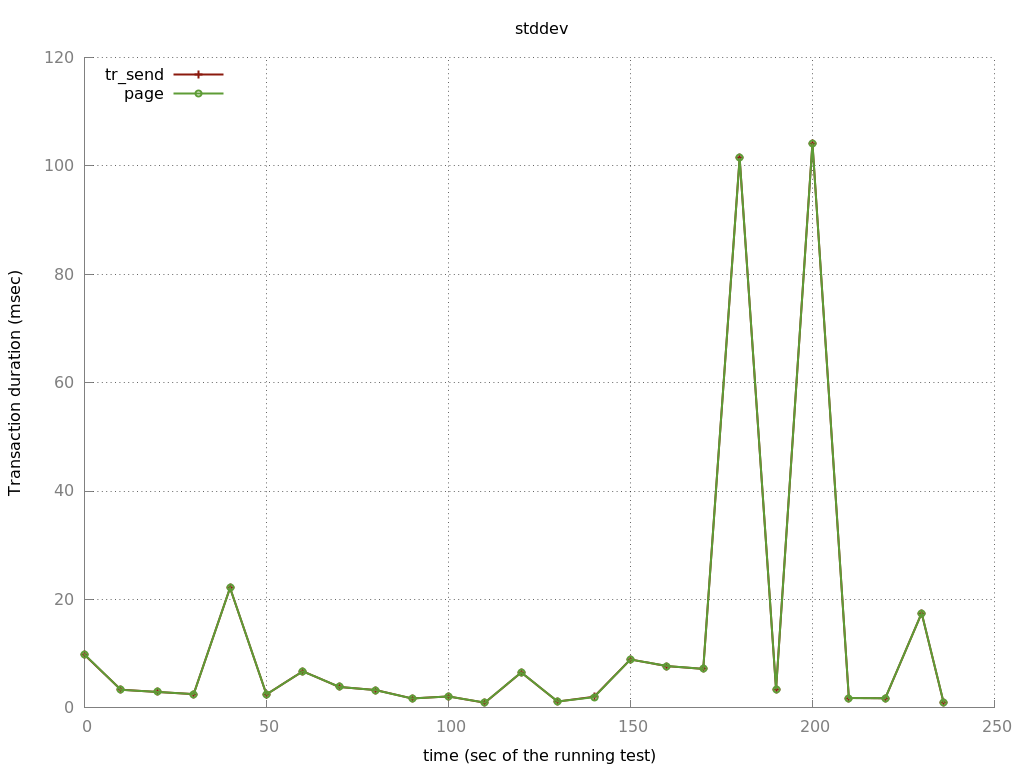 stddev
tr_send
page
120
100
80
60
40
20
0
Transaction duration (msec)
0 50 100 150 200 250
time (sec of the running test)